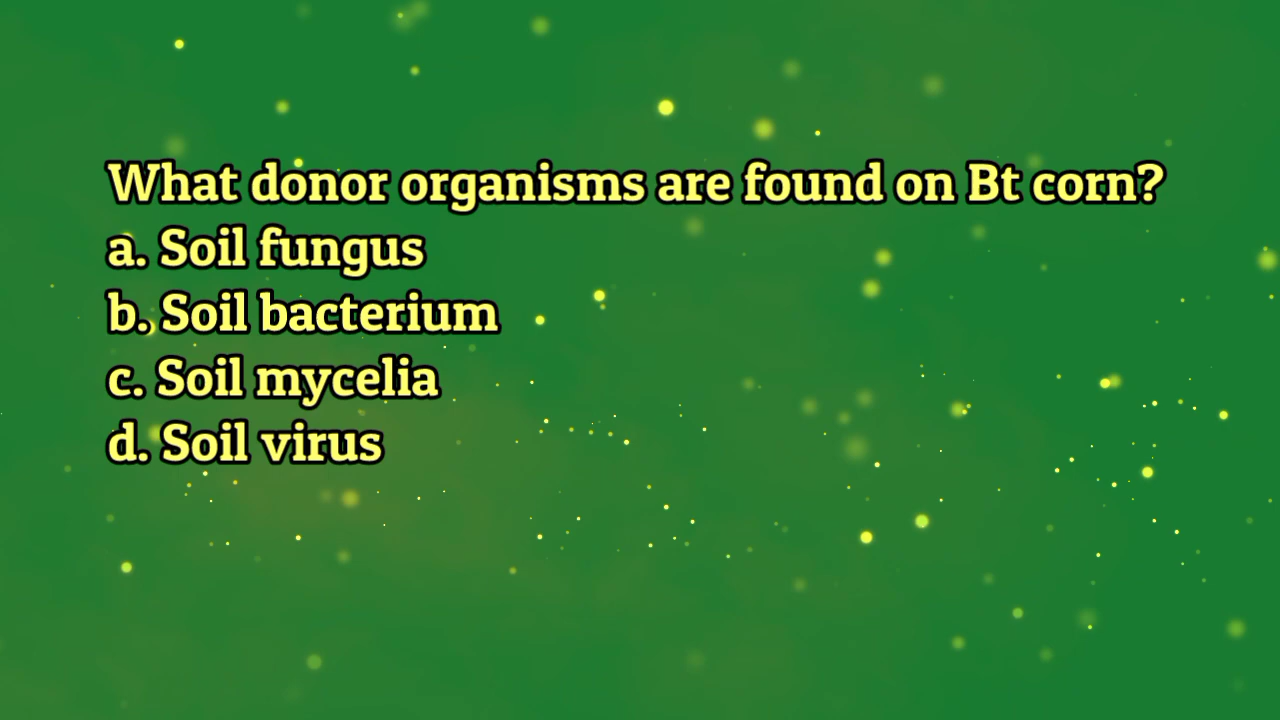 What donor organisms are found on Bt corn?
a. Soil fungus
b. Soil bacterium
c. Soil mycelia
d. Soil virus